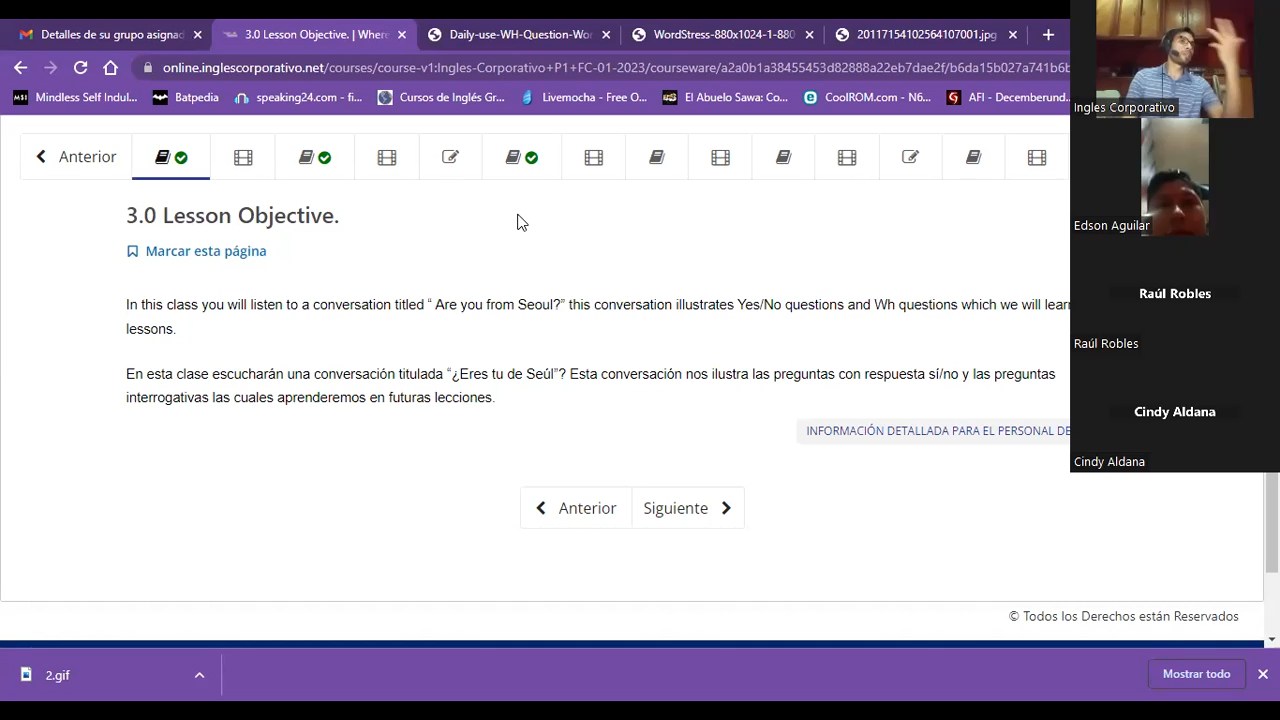 Detalles de su grupo asignad
3.0 Lesson Objective. | Where
Daily-use-WH-Question-Wor
WordStress-880x1024-1-880
20117154102564107001.jpg
online.inglescorporativo.net/courses/course-v1:Ingles-Corporativo+P1+FC-01-2023/courseware/a2a0b1a38455453d82888a22eb7dae2f/b6da15b027a741b6b
Mindless Self Indul...
Batpedia
speaking24.com - fi...
Cursos de Inglés Gr...
Livemocha - Free O...
El Abuelo Sawa: Co...
CoolROM.com - N6...
AFI - Decemberund...
Anterior
3.0 Lesson Objective.
Marcar esta página
In this class you will listen to a conversation titled “ Are you from Seoul?” this conversation illustrates Yes/No questions and Wh questions which we will learn
lessons.
En esta clase escucharán una conversación titulada “¿Eres tu de Seúl”? Esta conversación nos ilustra las preguntas con respuesta sí/no y las preguntas
interrogativas las cuales aprenderemos en futuras lecciones.
INFORMACIÓN DETALLADA PARA EL PERSONAL DE
Anterior
Siguiente
© Todos los Derechos están Reservados
2.gif
Mostrar todo
Ingles Corporativo
Edson Aguilar
Raúl Robles
Raúl Robles
Cindy Aldana
Cindy Aldana